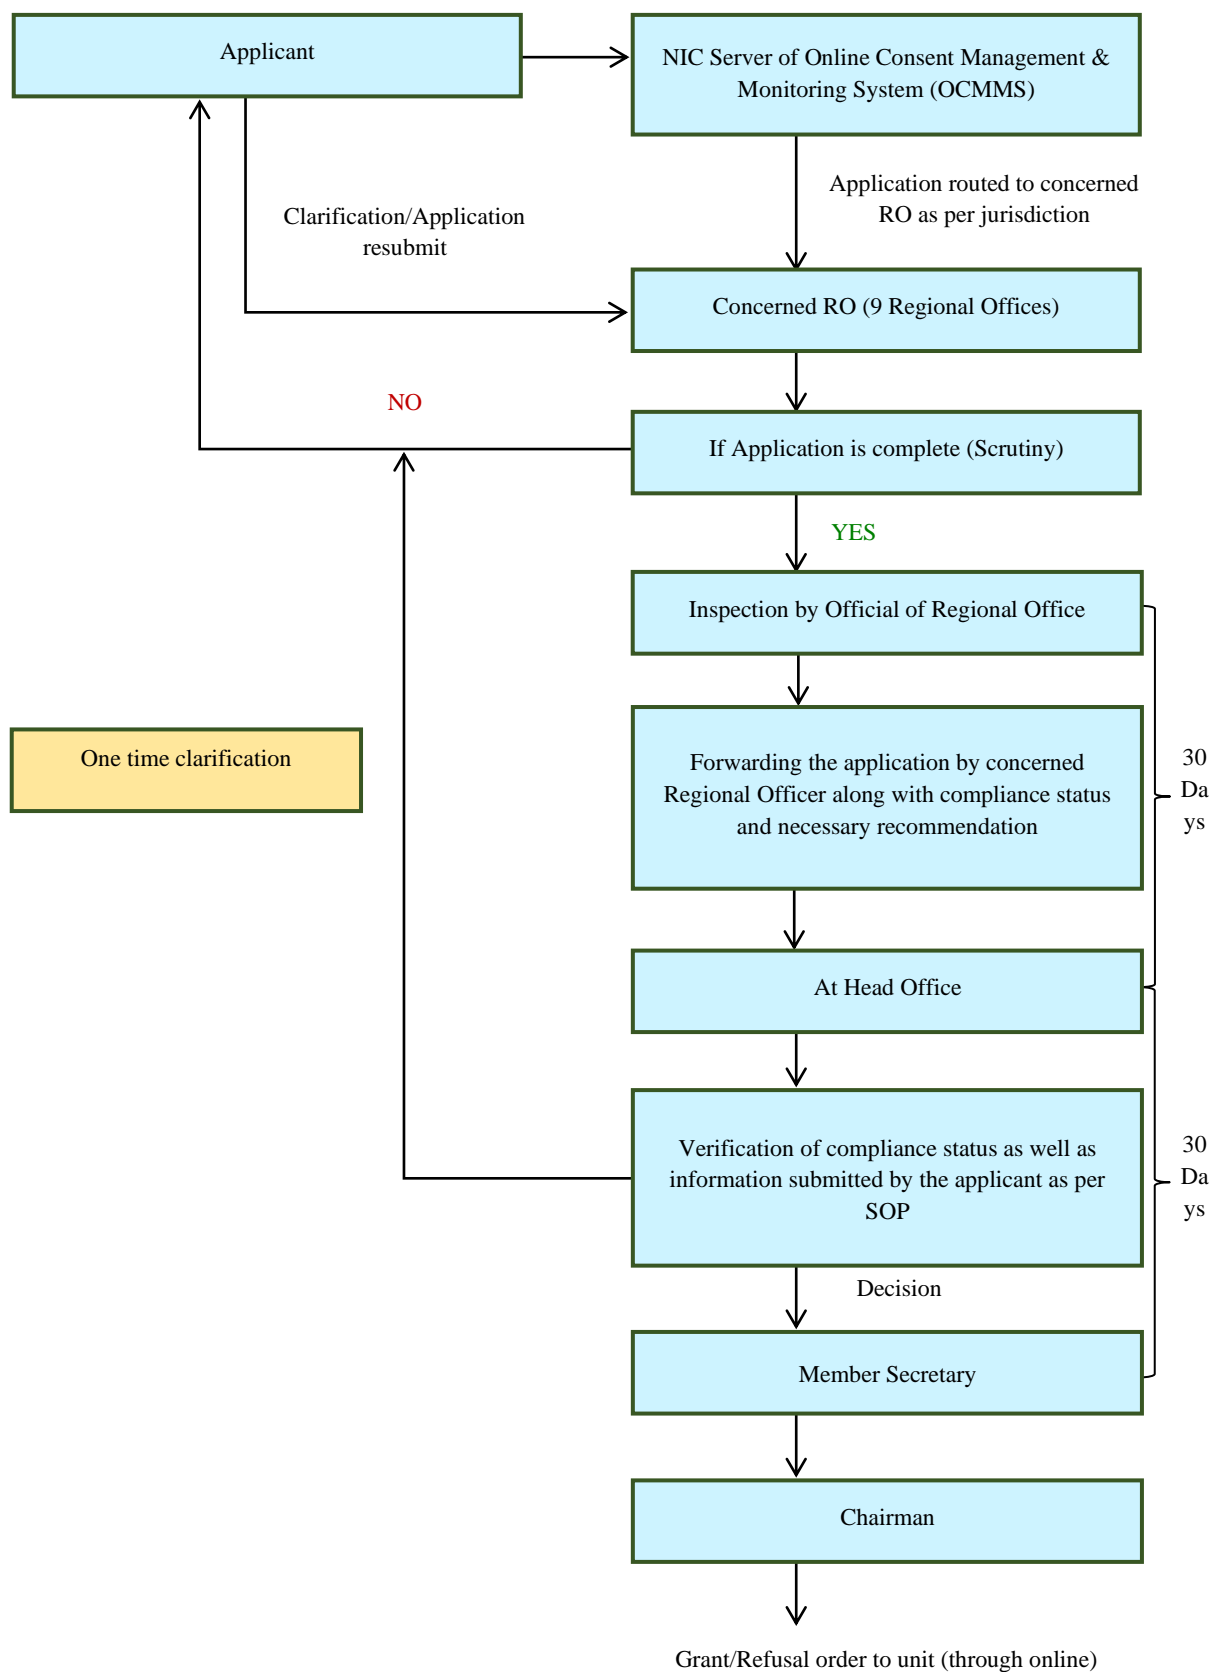 Applicant
NIC Server of Online Consent Management &
Monitoring System (OCMMS)
Application routed to concerned
RO as per jurisdiction
Clarification/Application
resubmit
Concerned RO (9 Regional Offices)
NO
If Application is complete (Scrutiny)
YES
Inspection by Official of Regional Office
One time clarification
Forwarding the application by concerned
Regional Officer along with compliance status
and necessary recommendation
30
Da
ys
At Head Office
Verification of compliance status as well as
information submitted by the applicant as per
SOP
30
Da
ys
Decision
Member Secretary
Chairman
Grant/Refusal order to unit (through online)